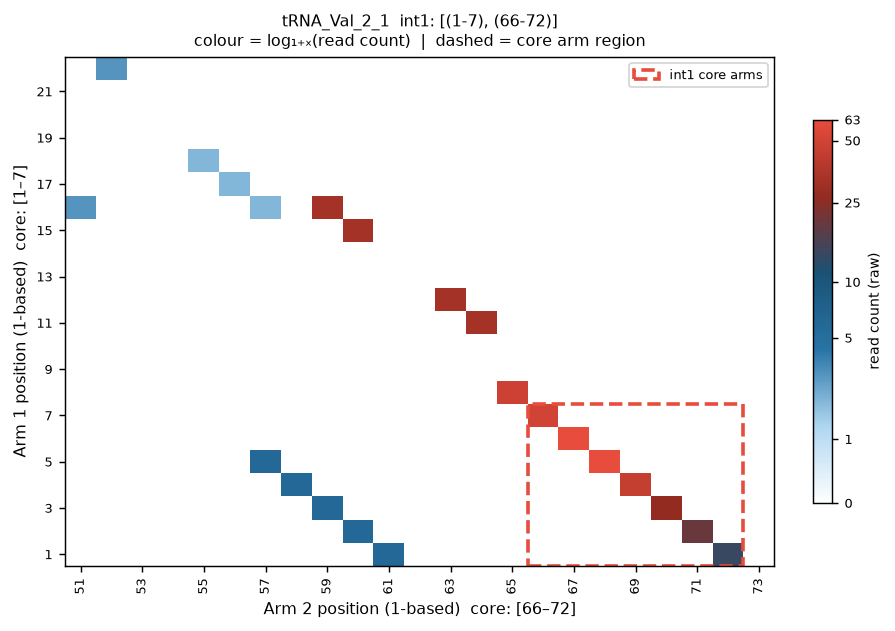 tRNA_Val_2_1  int1: [(1-7), (66-72)]
colour = log₁₊ₓ(read count)  |  dashed = core arm region
int1 core arms
Arm 1 position (1-based)  core: [1–7]
21
19
17
15
13
11
9
7
5
3
1
51 53 55 57 59 61 63 65 67 69 71 73
Arm 2 position (1-based)  core: [66–72]
63
50
25
10
5
1
0
read count (raw)